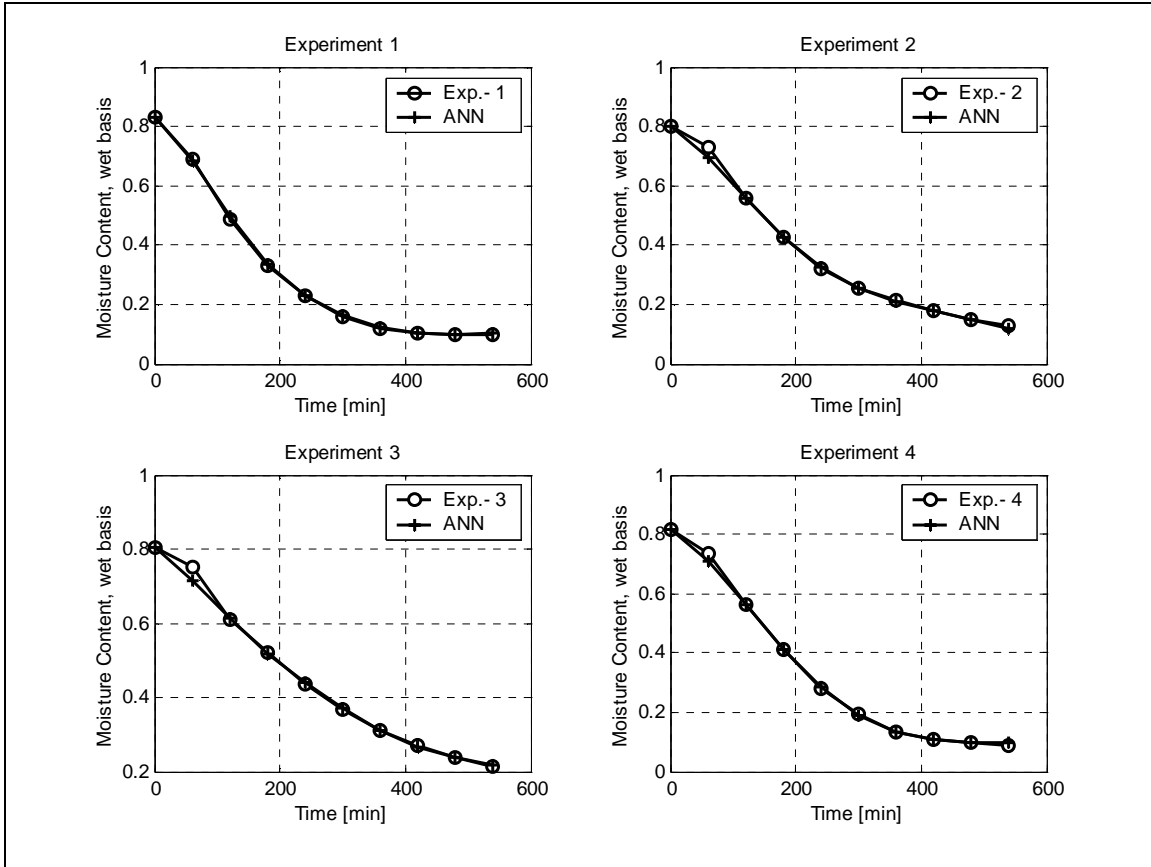 Experiment 1
Moisture Content, wet basis
1
0.8
0.6
0.4
0.2
0
0 200 400 600
Time [min]
Exp.- 1
ANN
Experiment 2
Moisture Content, wet basis
1
0.8
0.6
0.4
0.2
0
0 200 400 600
Time [min]
Exp.- 2
ANN
Experiment 3
Moisture Content, wet basis
1
0.8
0.6
0.4
0.2
0 200 400 600
Time [min]
Exp.- 3
ANN
Experiment 4
Moisture Content, wet basis
1
0.8
0.6
0.4
0.2
0
0 200 400 600
Time [min]
Exp.- 4
ANN